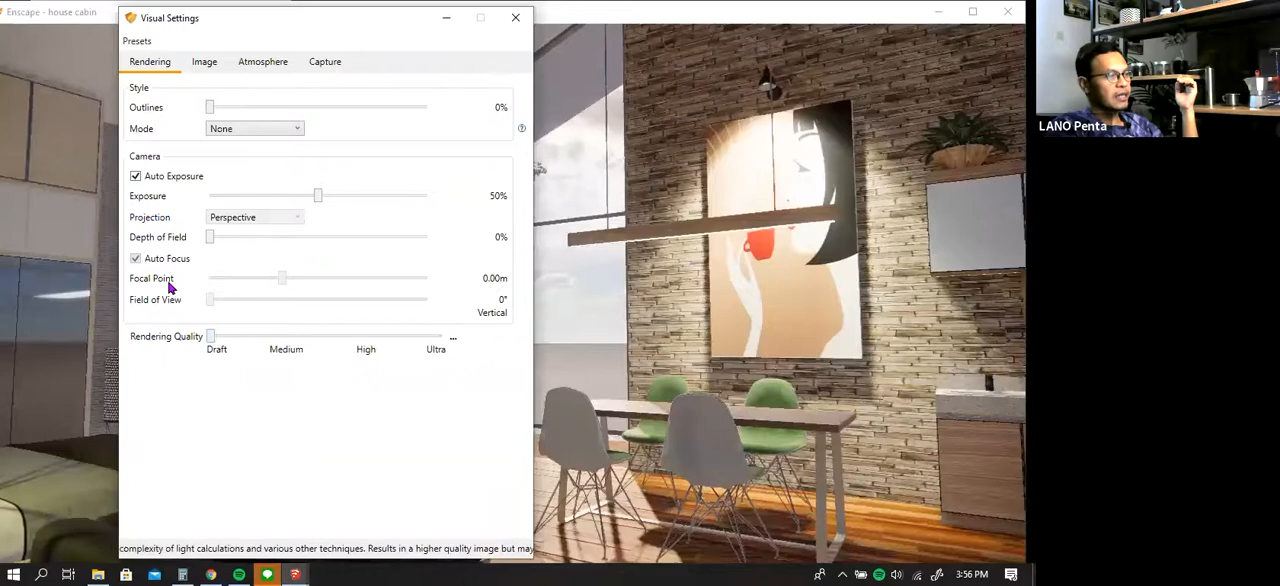 Enscape - house cabin
Visual Settings
Presets
Rendering Image Atmosphere Capture
Style
Outlines 0%
Mode None
Camera
Auto Exposure
Exposure 50%
Projection Perspective
Depth of Field 0%
Auto Focus
Focal Point 0.00m
Field of View 0°
Vertical
Rendering Quality ...
Draft Medium High Ultra
complexity of light calculations and various other techniques. Results in a higher quality image but may
LANO Penta
3:56 PM